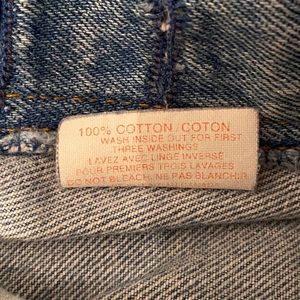 100% COTTON/COTON
WASH INSIDE OUT FOR FIRST
THREE WASHINGS
LAVEZ AVEC LINGE INVERSÉ
POUR PREMIERS TROIS LAVAGES
DO NOT BLEACH, NE PAS BLANCHIR